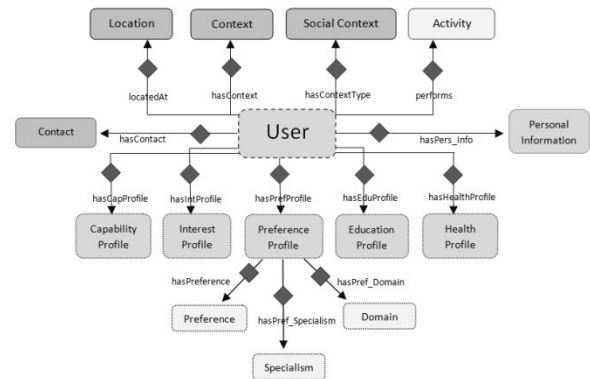 Location
Context
Social Context
Activity
locatedAt
hasContext
hasContextType
performs
Contact
hasContact
User
hasPers_Info
Personal
Information
hasCapProfile
hasIntProfile
hasPrefProfile
hasEduProfile
hasHealthProfile
Capability
Profile
Interest
Profile
Preference
Profile
Education
Profile
Health
Profile
hasPreference
hasPref_Domain
hasPref_Specialism
Preference
Domain
Specialism